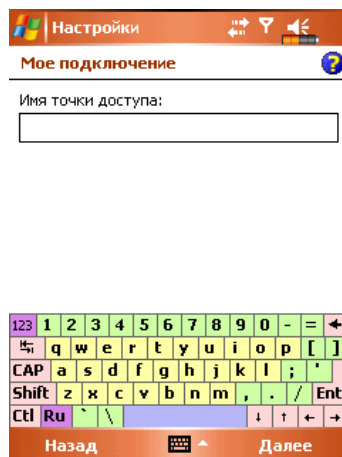 Настройки
Мое подключение
Имя точки доступа:
123 1 2 3 4 5 6 7 8 9 0 - =
q w e r t y u i o p [ ]
CAP a s d f g h j k l ; '
Shift z x c v b n m , . / Ent
Ctl Ru ` \
Назад Далее